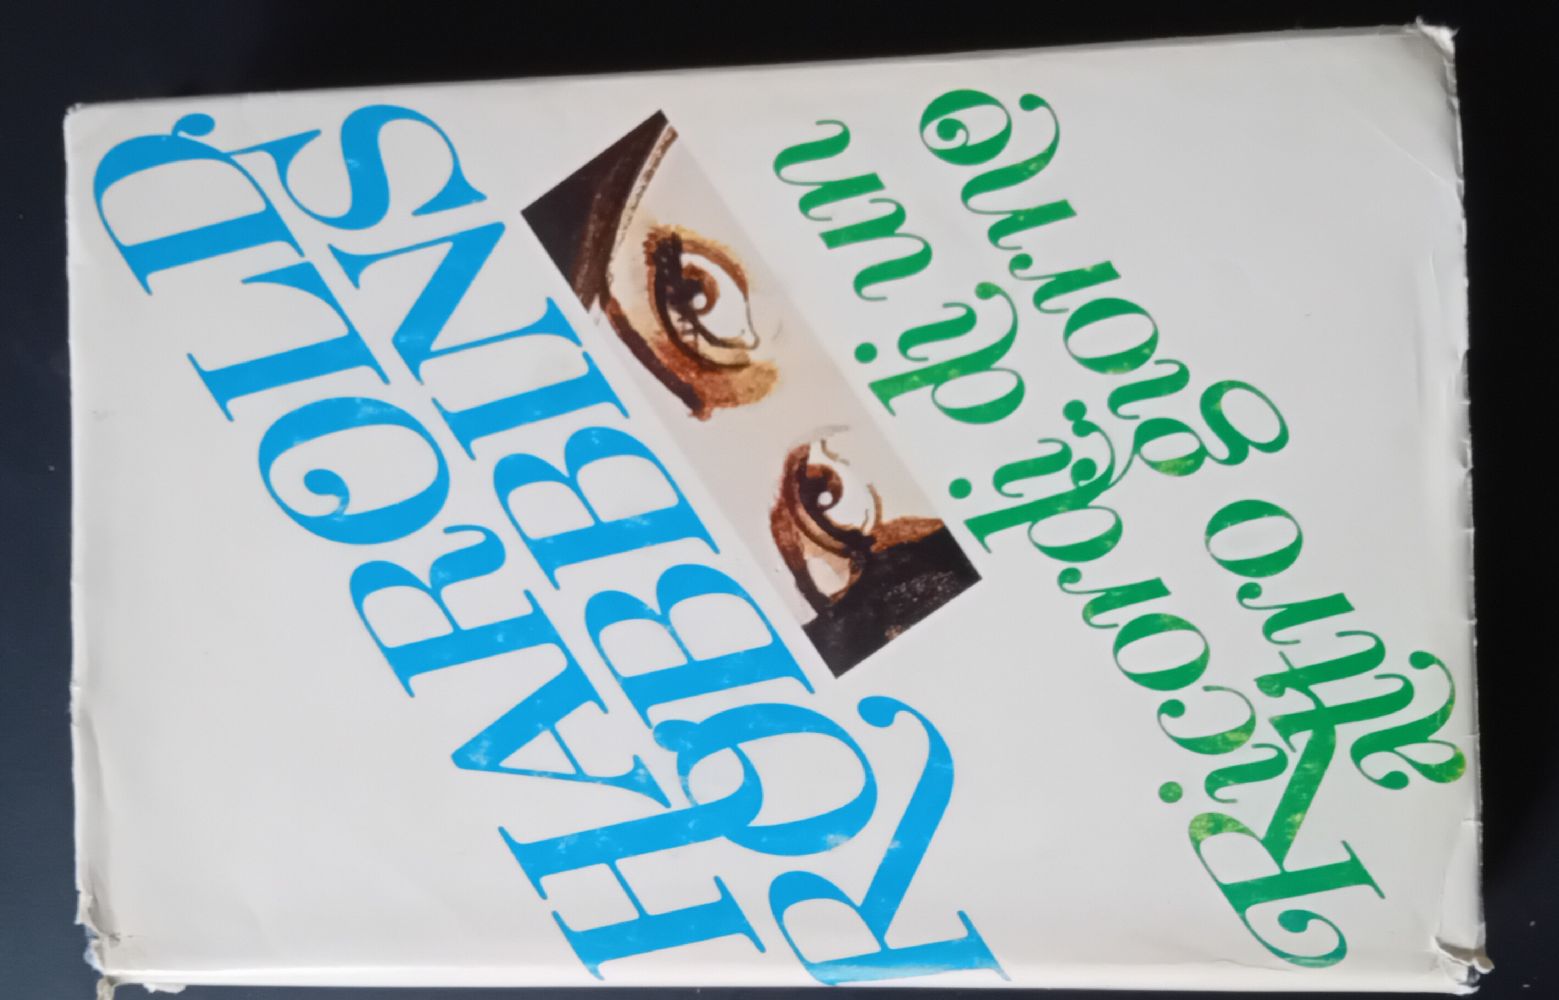 HAROLD
ROBBINS
Ricordi di un
altro giorno